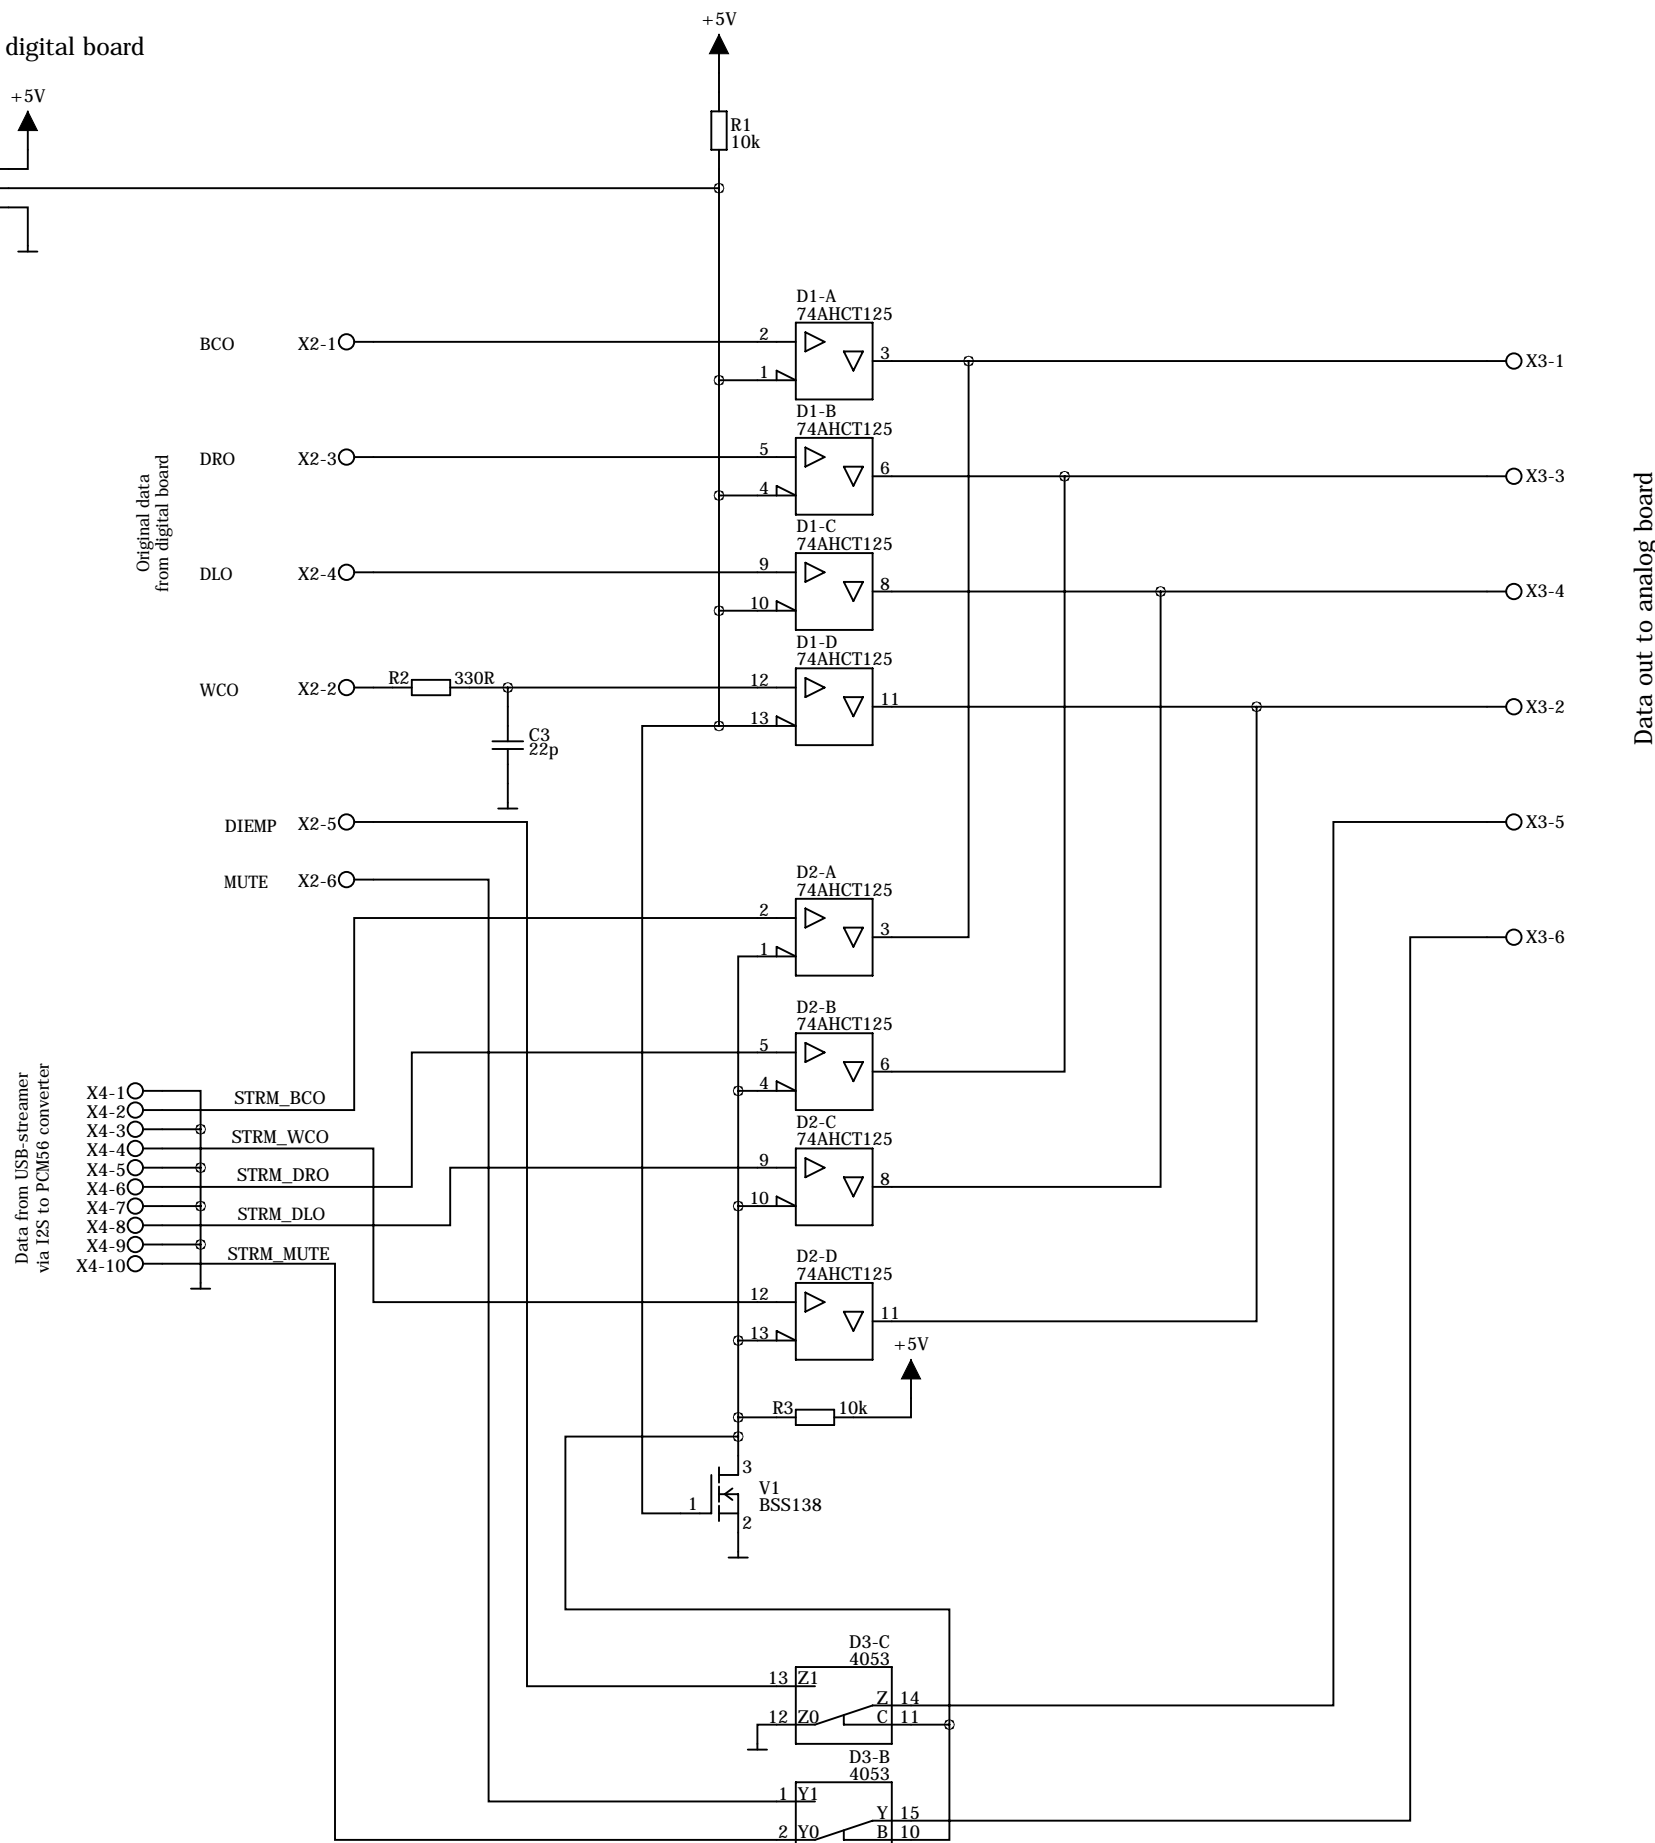 +5V
digital board
+5V
R1
10k
D1-A
74AHCT125
BCO X2-1 2 3 X3-1
1
D1-B
74AHCT125
DRO X2-3 5 6 X3-3
4
Original data
from digital board
D1-C
74AHCT125
DLO X2-4 9 8 X3-4
10
Data out to analog board
D1-D
74AHCT125
WCO X2-2 R2 330R 12 11 X3-2
13
C3
22p
DIEMP X2-5 X3-5
MUTE X2-6
D2-A
74AHCT125
2 3 X3-6
1
D2-B
74AHCT125
5 6
4
Data from USB-streamer
via I2S to PCM56 converter
X4-1
X4-2 STRM_BCO
X4-3
X4-4 STRM_WCO
X4-5
X4-6 STRM_DRO
X4-7
X4-8 STRM_DLO
X4-9
X4-10 STRM_MUTE
D2-C
74AHCT125
9 8
10
D2-D
74AHCT125
12 11
13
+5V
R3 10k
3
V1
BSS138
1
2
D3-C
4053
13 Z1
Z 14
12 Z0 C 11
D3-B
4053
1 Y1
Y 15
2 Y0 B 10